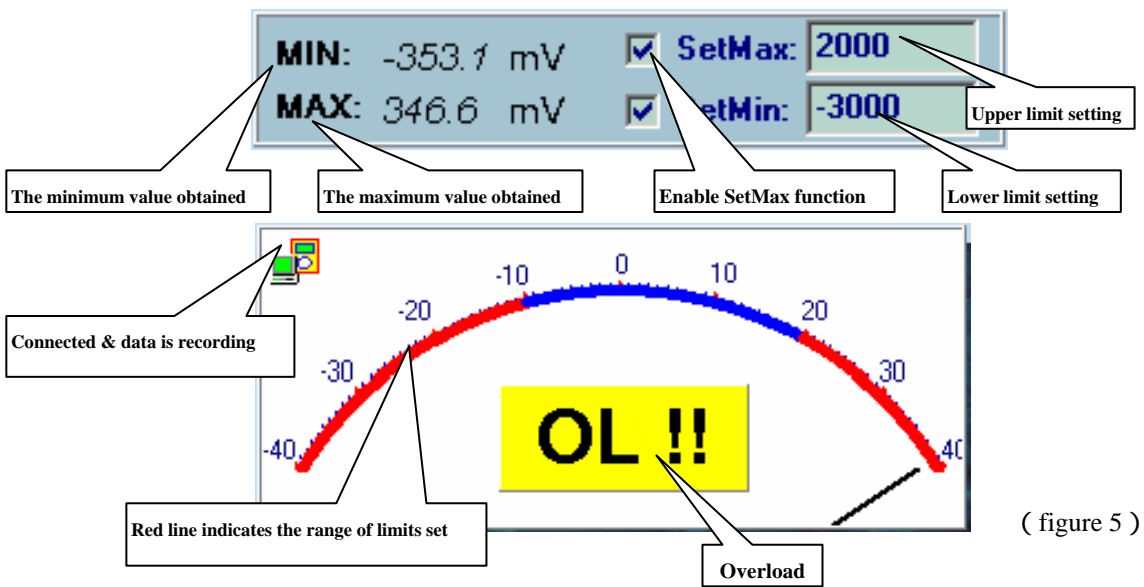 MIN: -353.1 mV SetMax: 2000
MAX: 346.6 mV etMin: -3000
Upper limit setting
The minimum value obtained
The maximum value obtained
Enable SetMax function
Lower limit setting
-40 -30 -20 -10 0 10 20 30 40
Connected & data is recording
OL !!
Red line indicates the range of limits set
Overload
( figure 5 )